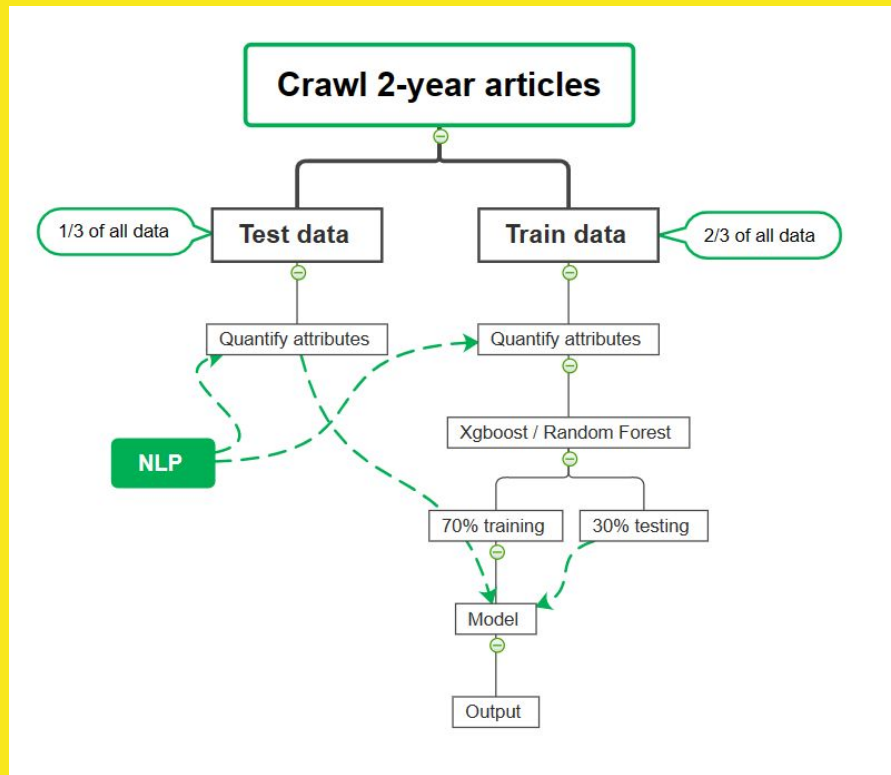 Crawl 2-year articles
1/3 of all data
Test data
Train data
2/3 of all data
Quantify attributes
Quantify attributes
Xgboost / Random Forest
NLP
70% training
30% testing
Model
Output